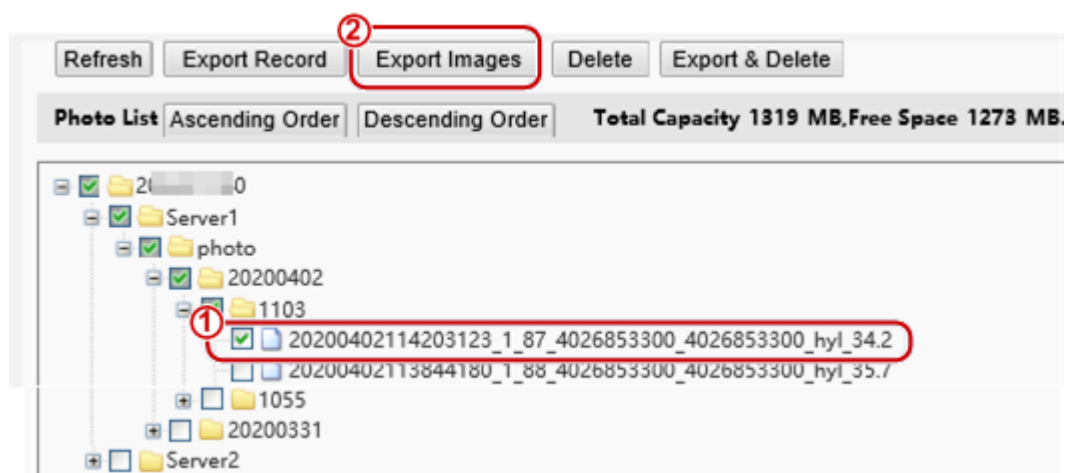 ②
Refresh Export Record Export Images Delete Export & Delete
Photo List Ascending Order Descending Order Total Capacity 1319 MB,Free Space 1273 MB.
Server1
photo
20200402
1103
①
20200402114203123_1_87_4026853300_4026853300_hyl_34.2
20200402113844180_1_88_4026853300_4026853300_hyl_35.7
1055
20200331
Server2